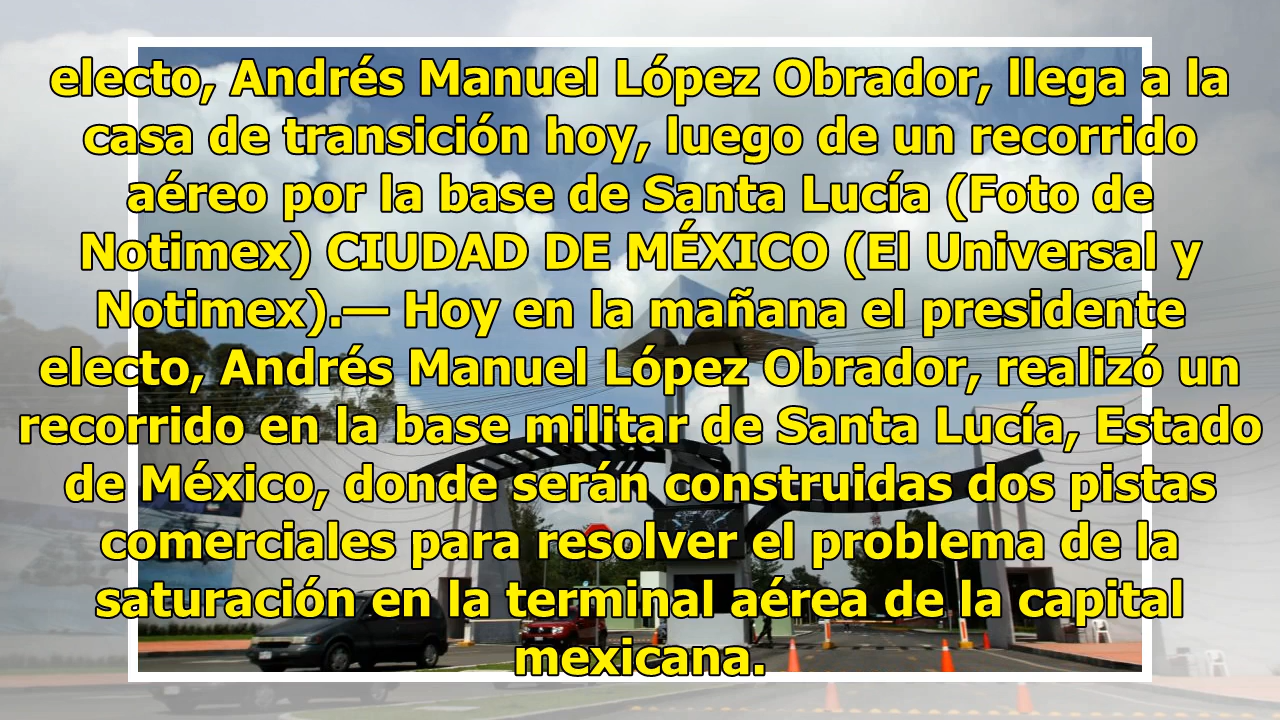 electo, Andrés Manuel López Obrador, llega a la
casa de transición hoy, luego de un recorrido
aéreo por la base de Santa Lucía (Foto de
Notimex) CIUDAD DE MÉXICO (El Universal y
Notimex).— Hoy en la mañana el presidente
electo, Andrés Manuel López Obrador, realizó un
recorrido en la base militar de Santa Lucía, Estado
de México, donde serán construidas dos pistas
comerciales para resolver el problema de la
saturación en la terminal aérea de la capital
mexicana.